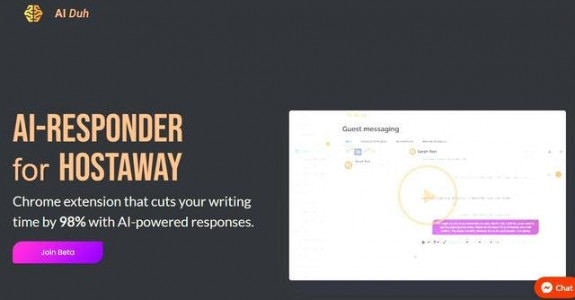 AI Duh
AI-RESPONDER
for HOSTAWAY
Chrome extension that cuts your writing
time by 98% with AI-powered responses.
Join Beta
Guest messaging
Chat